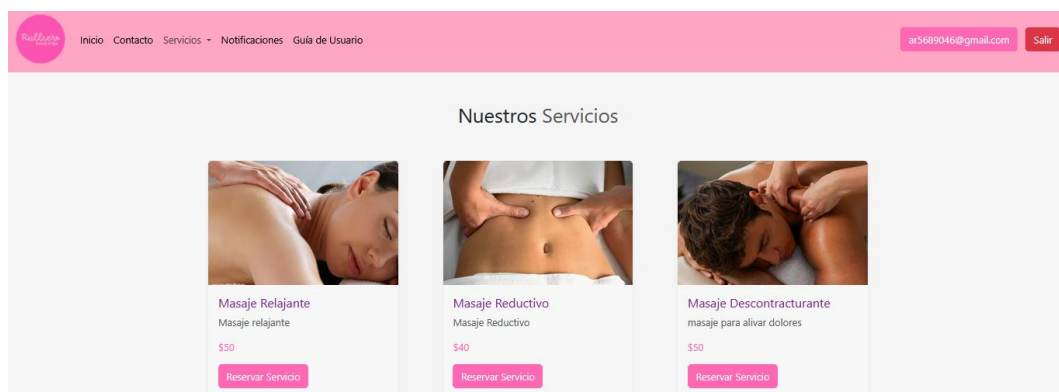 Rulliero
Inicio Contacto Servicios Notificaciones Guía de Usuario
ar5689046@gmail.com Salir
Nuestros Servicios
Masaje Relajante
Masaje relajante
$50
Reservar Servicio
Masaje Reductivo
Masaje Reductivo
$40
Reservar Servicio
Masaje Descontracturante
masaje para alivar dolores
$50
Reservar Servicio